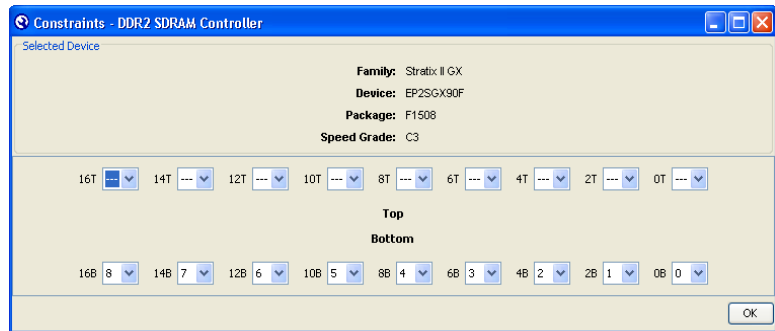 Constraints - DDR2 SDRAM Controller
Selected Device
Family: Stratix II GX
Device: EP2SGX90F
Package: F1508
Speed Grade: C3
16T --- 14T --- 12T --- 10T --- 8T --- 6T --- 4T --- 2T --- 0T ---
Top
Bottom
16B 8 14B 7 12B 6 10B 5 8B 4 6B 3 4B 2 2B 1 0B 0
OK